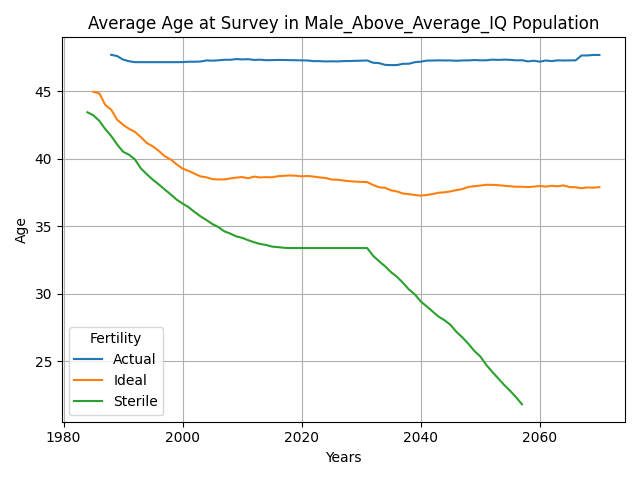 Average Age at Survey in Male_Above_Average_IQ Population
Age
45
40
35
30
25
Fertility
Actual
Ideal
Sterile
1980
2000
2020
2040
2060
Years